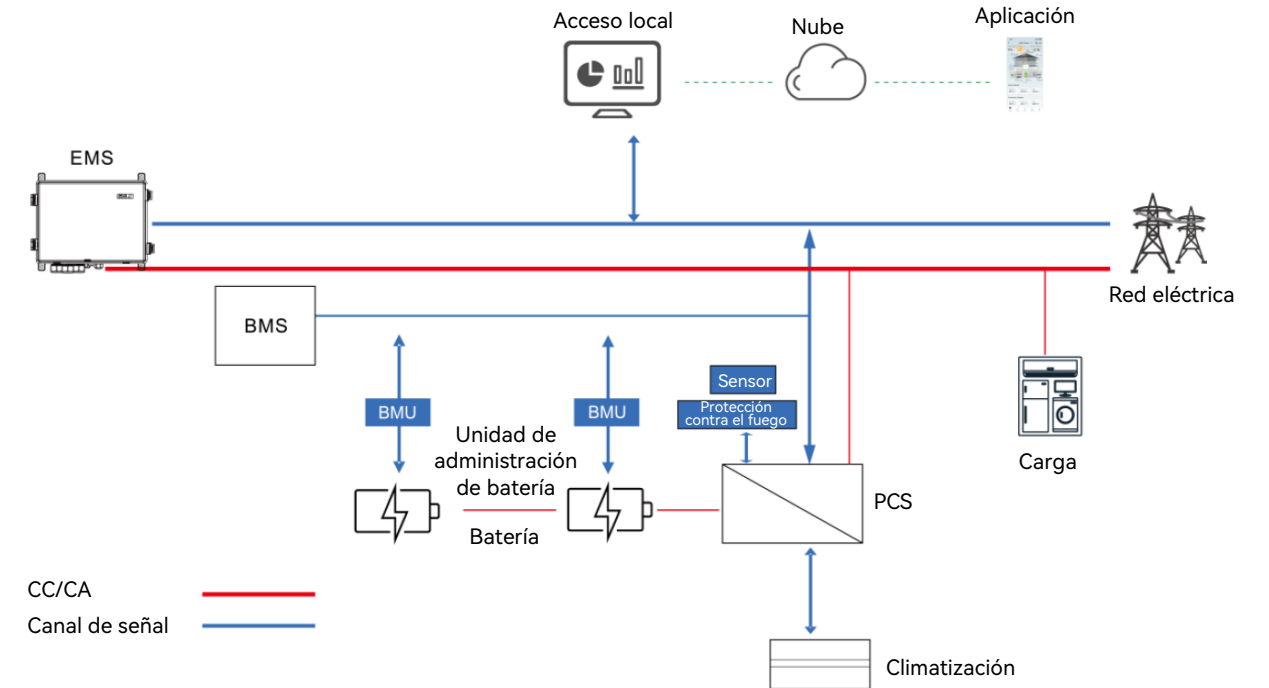 Acceso local
Nube
Aplicación
EMS
Red eléctrica
BMS
Sensor
Protección
contra el fuego
BMU
BMU
Unidad de
administración
de batería
Batería
PCS
Carga
CC/CA
Canal de señal
Climatización